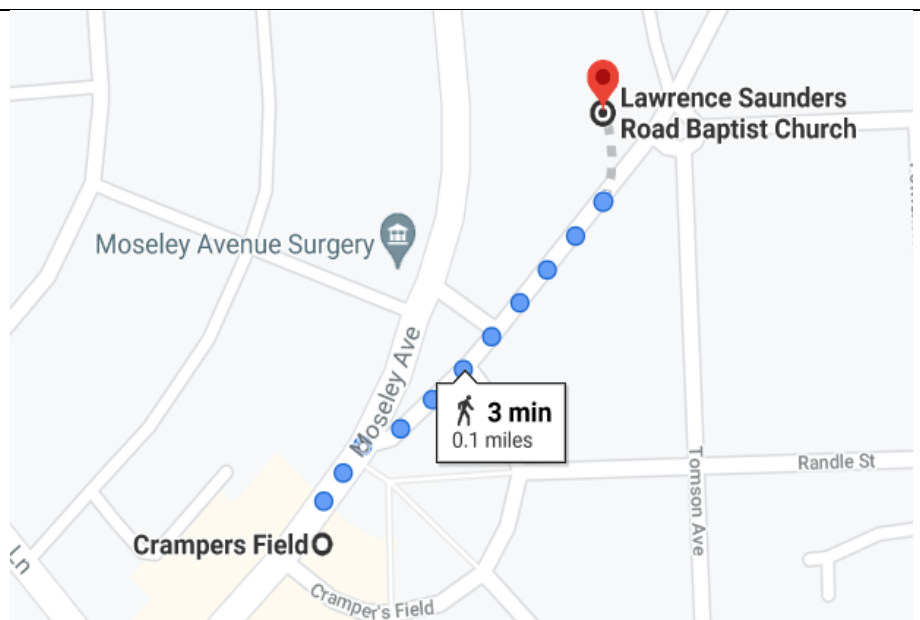 Lawrence Saunders
Road Baptist Church
Moseley Avenue Surgery
Moseley Ave
3 min
0.1 miles
Randle St
Tomson Ave
Crampers Field
Ln
Cramper's Field